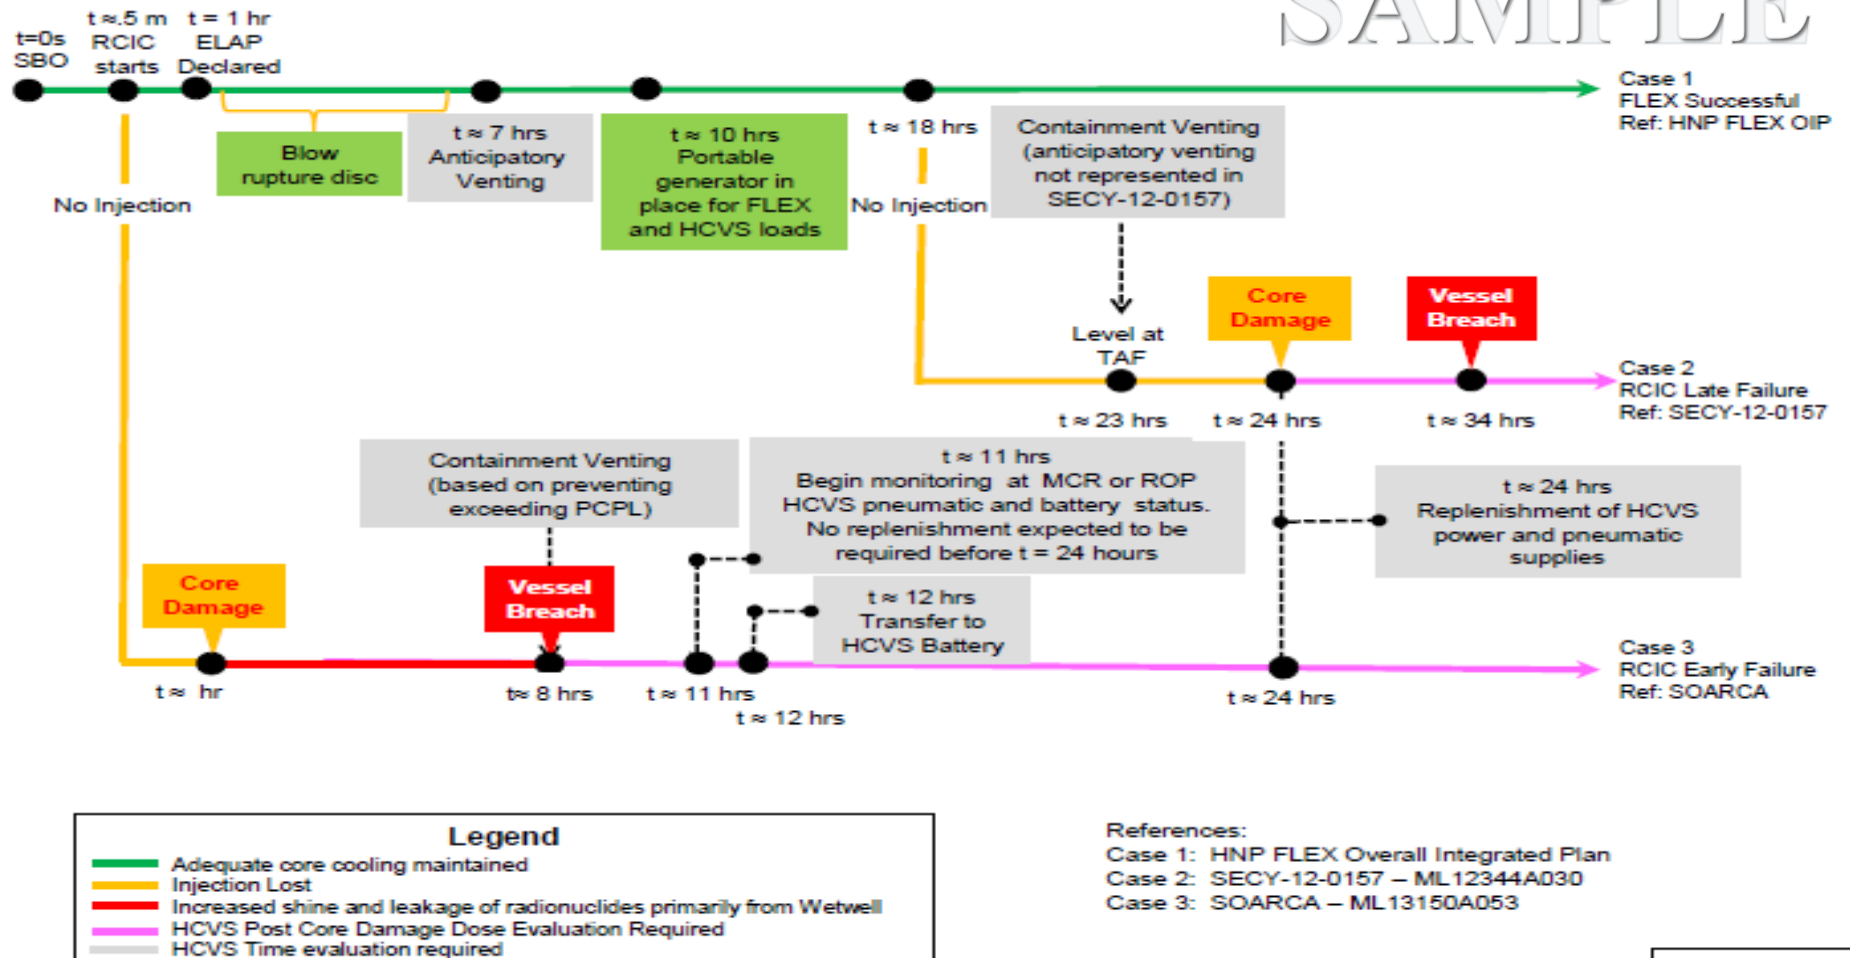 SAMPLE
t=0s
SBO
t ≈.5 m
RCIC
starts
t = 1 hr
ELAP
Declared
Case 1
FLEX Successful
Ref: HNP FLEX OIP
No Injection
Blow
rupture disc
t ≈ 7 hrs
Anticipatory
Venting
t ≈ 10 hrs
Portable
generator in
place for FLEX
and HCVS loads
t ≈ 18 hrs
No Injection
Containment Venting
(anticipatory venting
not represented in
SECY-12-0157)
Level at
TAF
Core
Damage
Vessel
Breach
Case 2
RCIC Late Failure
Ref: SECY-12-0157
t ≈ 23 hrs
t ≈ 24 hrs
t ≈ 34 hrs
Containment Venting
(based on preventing
exceeding PCPL)
t ≈ 11 hrs
Begin monitoring at MCR or ROP
HCVS pneumatic and battery status.
No replenishment expected to be
required before t = 24 hours
t ≈ 24 hrs
Replenishment of HCVS
power and pneumatic
supplies
Core
Damage
Vessel
Breach
t ≈ 12 hrs
Transfer to
HCVS Battery
Case 3
RCIC Early Failure
Ref: SOARCA
t ≈ hr
t≈ 8 hrs
t ≈ 11 hrs
t ≈ 12 hrs
t ≈ 24 hrs
Legend
Adequate core cooling maintained
Injection Lost
Increased shine and leakage of radionuclides primarily from Wetwell
HCVS Post Core Damage Dose Evaluation Required
HCVS Time evaluation required
References:
Case 1: HNP FLEX Overall Integrated Plan
Case 2: SECY-12-0157 – ML12344A030
Case 3: SOARCA – ML13150A053